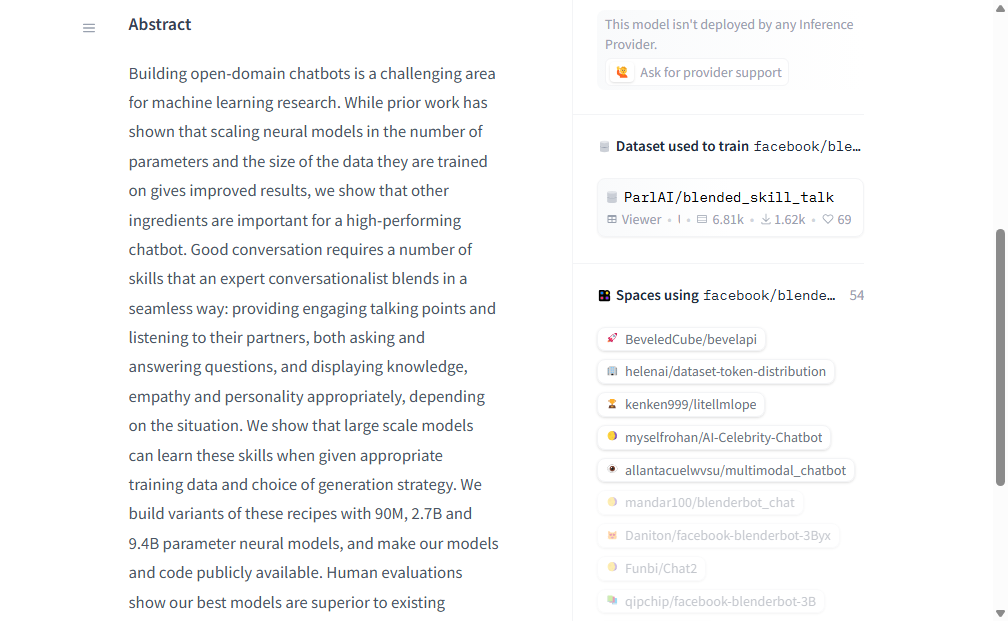 Abstract
Building open-domain chatbots is a challenging area
for machine learning research. While prior work has
shown that scaling neural models in the number of
parameters and the size of the data they are trained
on gives improved results, we show that other
ingredients are important for a high-performing
chatbot. Good conversation requires a number of
skills that an expert conversationalist blends in a
seamless way: providing engaging talking points and
listening to their partners, both asking and
answering questions, and displaying knowledge,
empathy and personality appropriately, depending
on the situation. We show that large scale models
can learn these skills when given appropriate
training data and choice of generation strategy. We
build variants of these recipes with 90M, 2.7B and
9.4B parameter neural models, and make our models
and code publicly available. Human evaluations
show our best models are superior to existing
This model isn't deployed by any Inference
Provider.
Ask for provider support
Dataset used to train facebook/ble…
ParlAI/blended_skill_talk
Viewer • • 6.81k • 1.62k • 69
Spaces using facebook/blende… 54
BeveledCube/bevelapi
helenai/dataset-token-distribution
kenken999/litellmlope
myselfrohan/AI-Celebrity-Chatbot
allantacuelwvsu/multimodal_chatbot
mandar100/blenderbot_chat
Daniton/facebook-blenderbot-3Byx
Funbi/Chat2
qipchip/facebook-blenderbot-3B